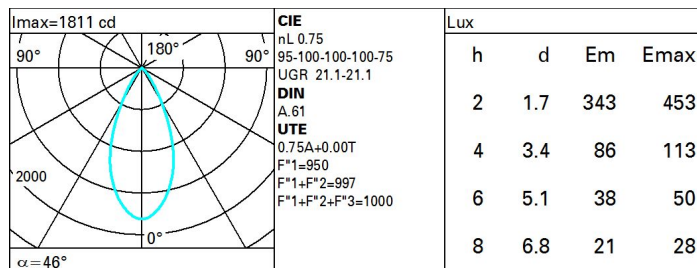 Imax=1811 cd
90°
180°
90°
2000
0°
α=46°
CIE
nL 0.75
95-100-100-100-75
UGR 21.1-21.1
DIN
A.61
UTE
0.75A+0.00T
F"1=950
F"1+F"2=997
F"1+F"2+F"3=1000
Lux
h d Em Emax
2 1.7 343 453
4 3.4 86 113
6 5.1 38 50
8 6.8 21 28